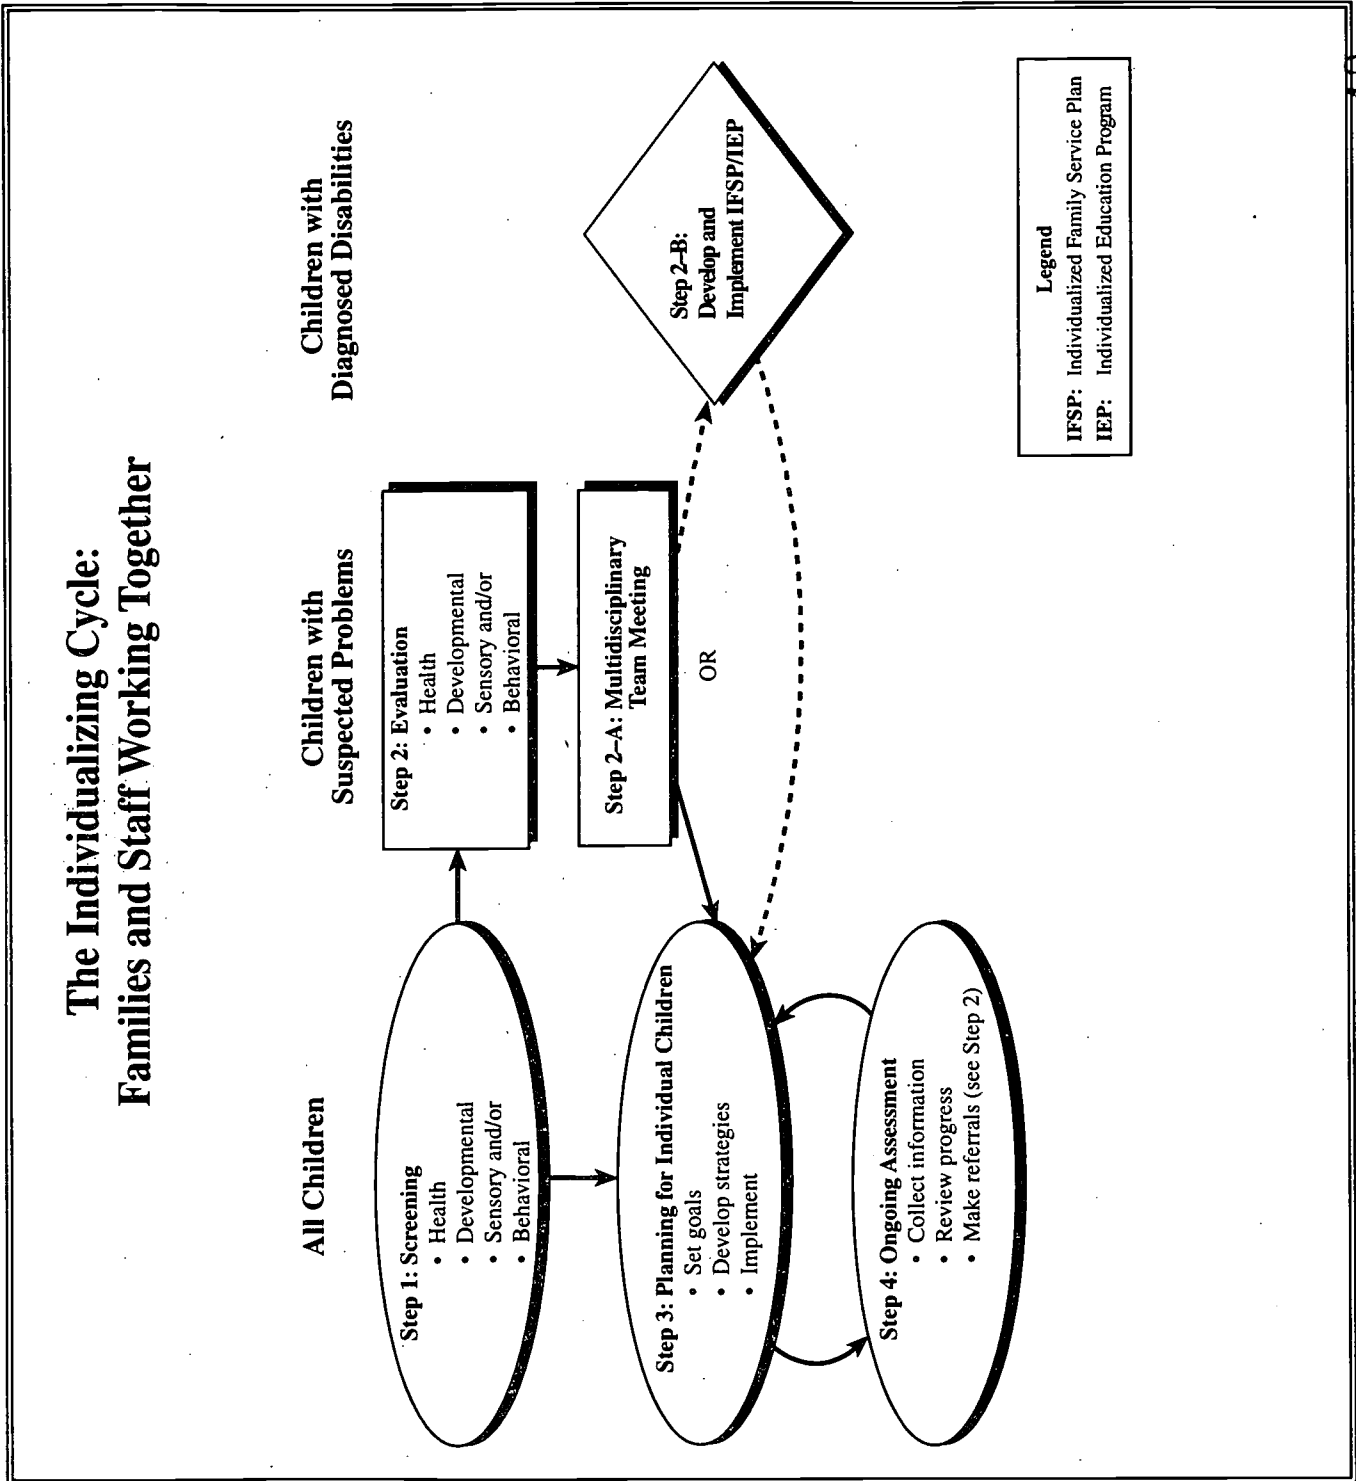 The Individualizing Cycle:
Families and Staff Working Together
All Children
Children with
Suspected Problems
Children with
Diagnosed Disabilities
Step 1: Screening
• Health
• Developmental
• Sensory and/or
• Behavioral
Step 2: Evaluation
• Health
• Developmental
• Sensory and/or
• Behavioral
Step 2–A: Multidisciplinary
Team Meeting
OR
Step 2–B:
Develop and
Implement IFSP/IEP
Step 3: Planning for Individual Children
• Set goals
• Develop strategies
• Implement
Step 4: Ongoing Assessment
• Collect information
• Review progress
• Make referrals (see Step 2)
Legend
IFSP: Individualized Family Service Plan
IEP: Individualized Education Program